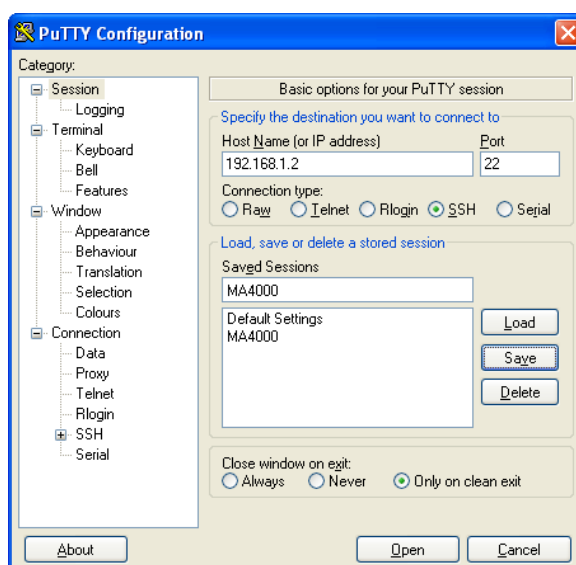 PuTTY Configuration
Category:
Session
Logging
Terminal
Keyboard
Bell
Features
Window
Appearance
Behaviour
Translation
Selection
Colours
Connection
Data
Proxy
Telnet
Rlogin
SSH
Serial
Basic options for your PuTTY session
Specify the destination you want to connect to
Host Name (or IP address) Port
192.168.1.2 22
Connection type:
Raw Telnet Rlogin SSH Serial
Load, save or delete a stored session
Saved Sessions
MA4000
Default Settings
MA4000
Load
Save
Delete
Close window on exit:
Always Never Only on clean exit
About Open Cancel